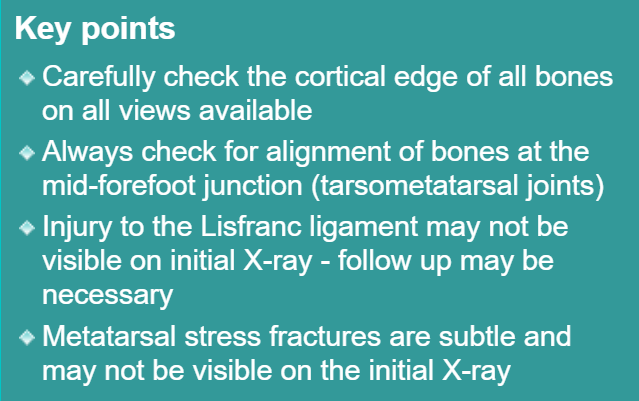 Key points
Carefully check the cortical edge of all bones
on all views available
Always check for alignment of bones at the
mid-forefoot junction (tarsometatarsal joints)
Injury to the Lisfranc ligament may not be
visible on initial X-ray - follow up may be
necessary
Metatarsal stress fractures are subtle and
may not be visible on the initial X-ray